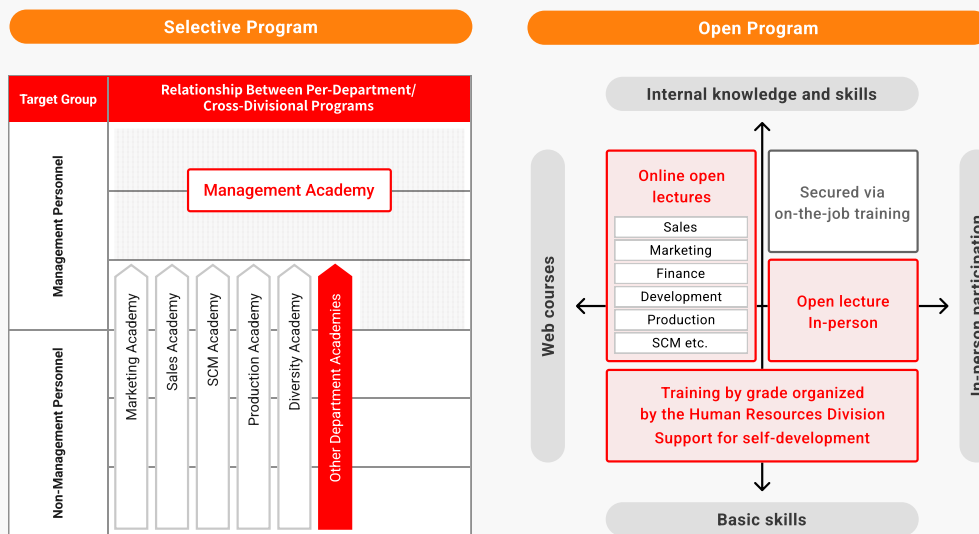 Selective Program
Target Group
Relationship Between Per-Department/
Cross-Divisional Programs
Management Personnel
Management Academy
Non-Management Personnel
Marketing Academy
Sales Academy
SCM Academy
Production Academy
Diversity Academy
Other Department Academies
Open Program
Internal knowledge and skills
Web courses
Online open
lectures
Sales
Marketing
Finance
Development
Production
SCM etc.
Secured via
on-the-job training
Open lecture
In-person
In-person participation
Training by grade organized
by the Human Resources Division
Support for self-development
Basic skills